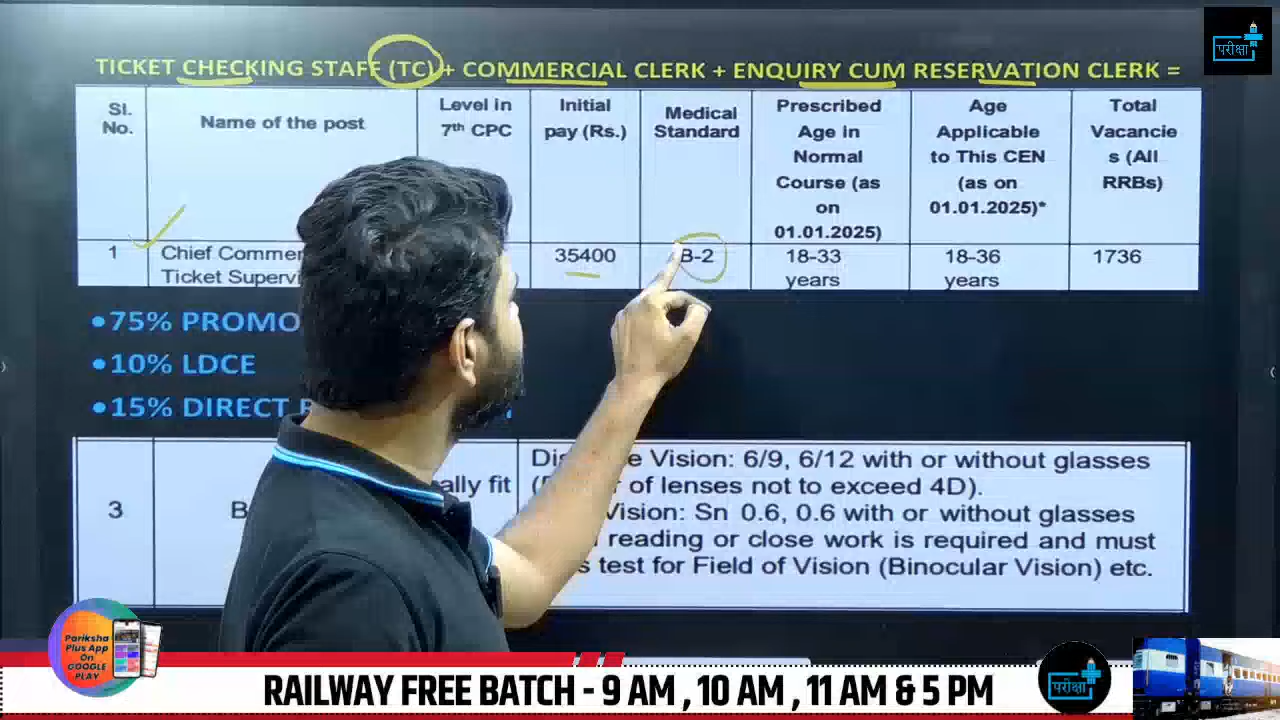 परीक्षा
TICKET CHECKING STAFF (TC) + COMMERCIAL CLERK + ENQUIRY CUM RESERVATION CLERK =
Sl. No.
Name of the post
Level in 7th CPC
Initial pay (Rs.)
Medical Standard
Prescribed Age in Normal Course (as on 01.01.2025)
Age Applicable to This CEN (as on 01.01.2025)*
Total Vacancie s (All RRBs)
1
Chief
Ticket
35400
B-2
18-33 years
18-36 years
1736
•75%
•10% LDCE
•15% DIRECT
3
fit
Vision: 6/9, 6/12 with or without glasses
of lenses not to exceed 4D).
Vision: Sn 0.6, 0.6 with or without glasses
reading or close work is required and must
test for Field of Vision (Binocular Vision) etc.
Pariksha
Plus App
On
GOOGLE
PLAY
RAILWAY FREE BATCH - 9 AM , 10 AM , 11 AM & 5 PM
परीक्षा